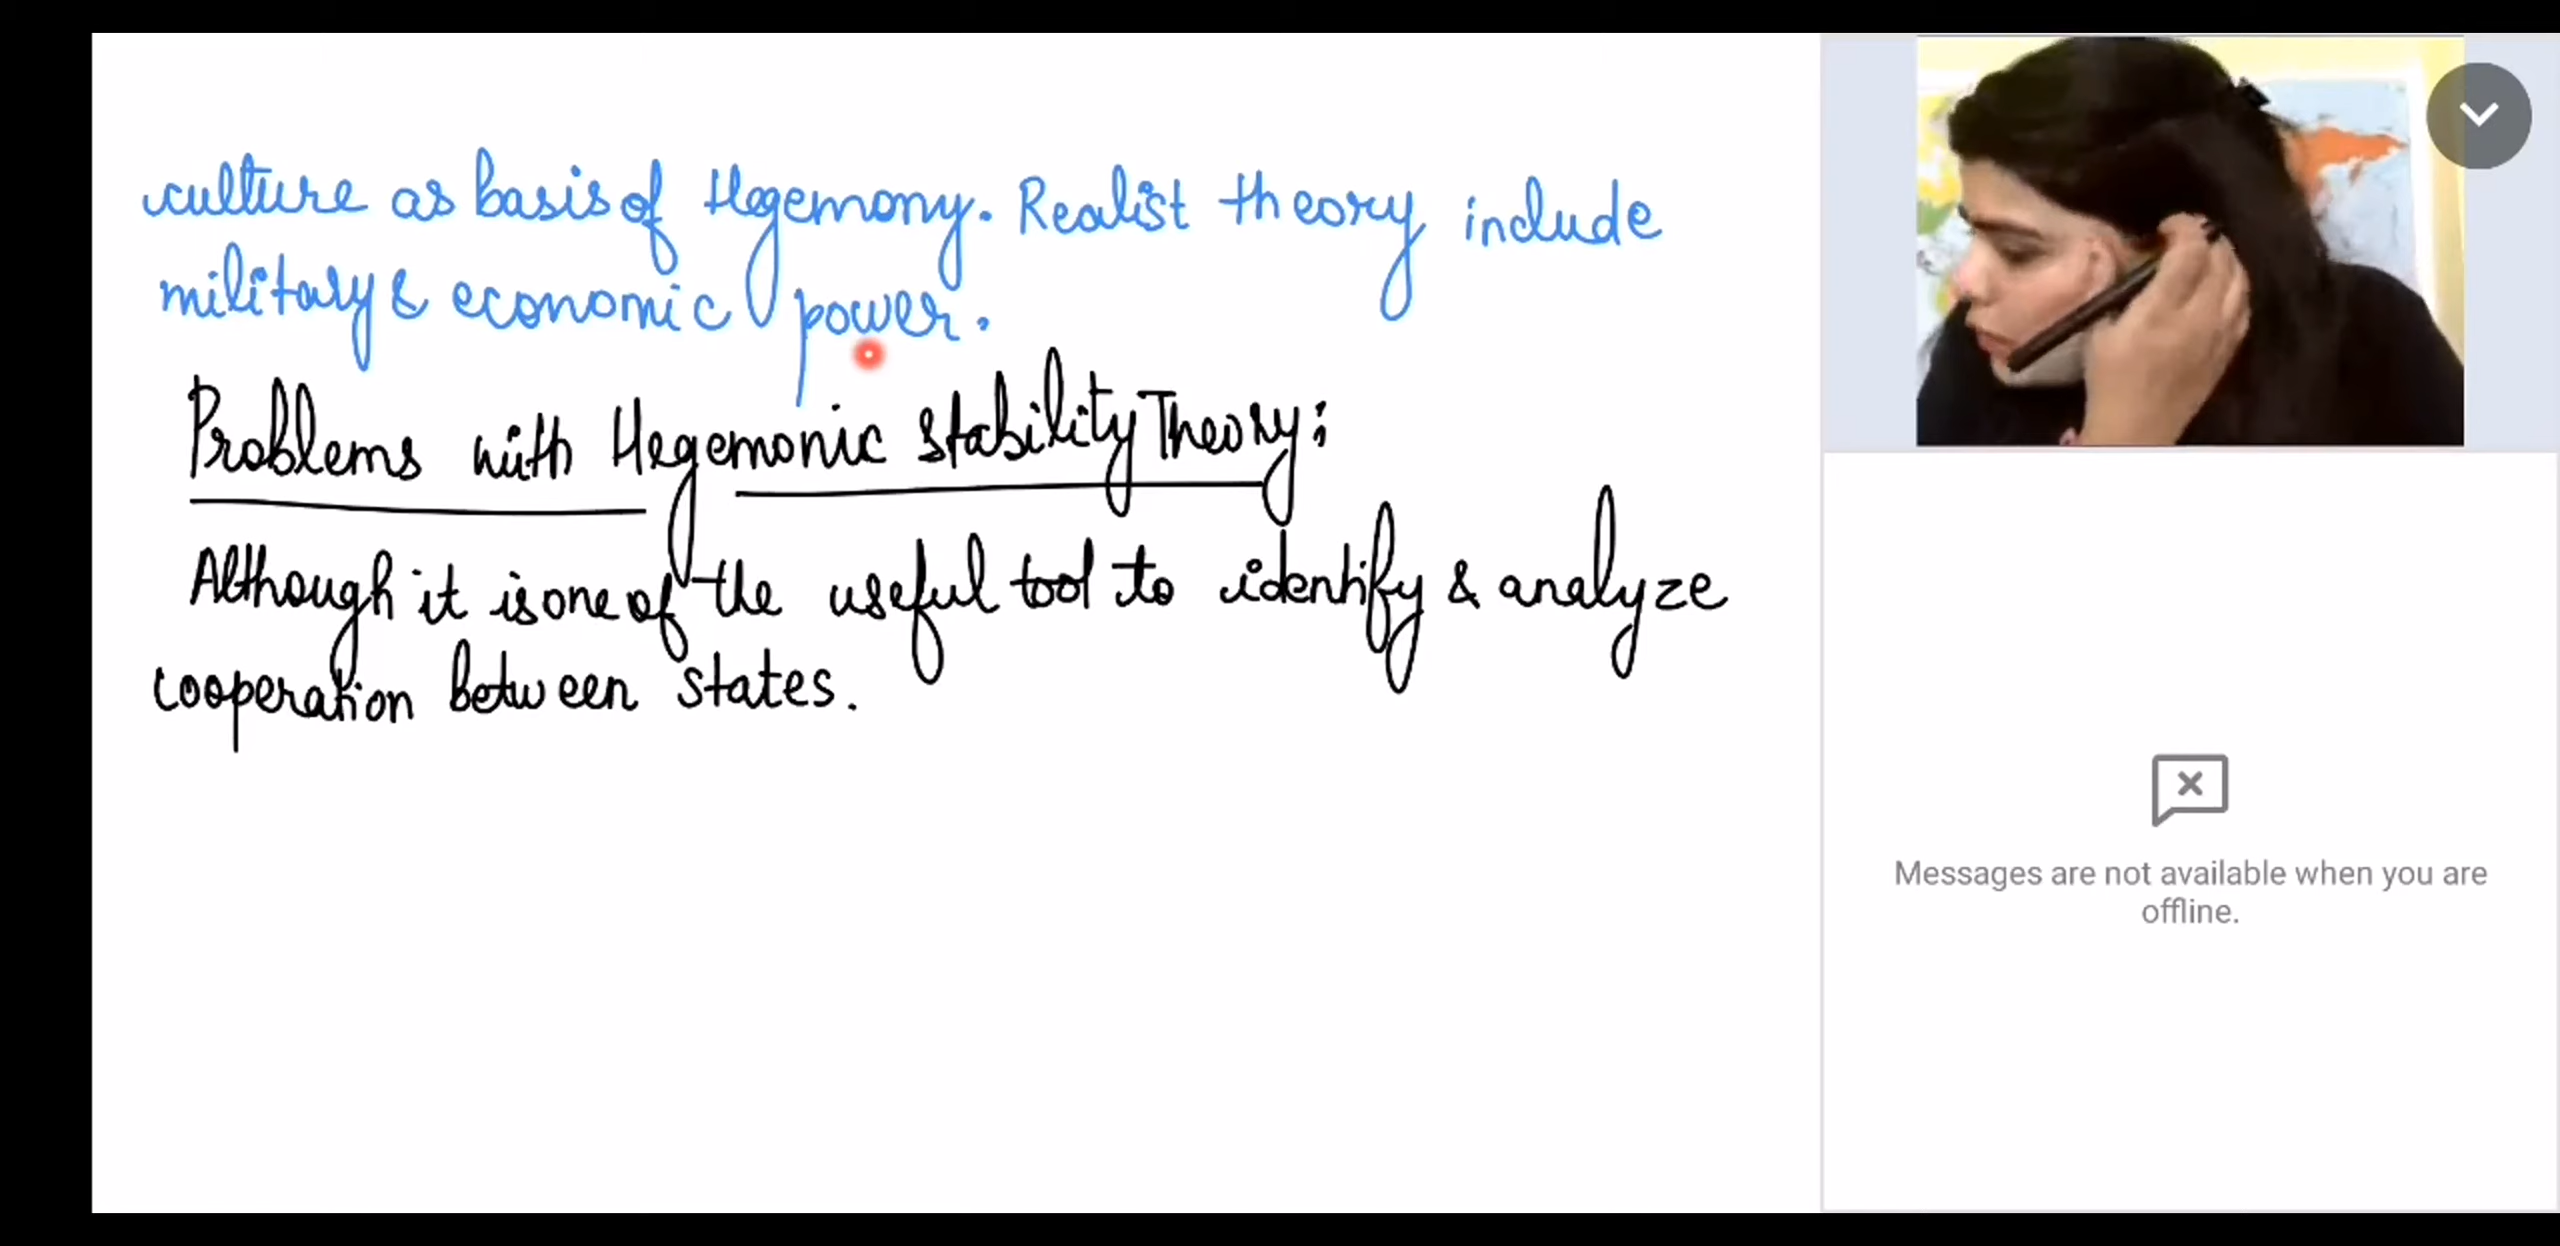 culture as basis of Hegemony. Realist theory include
military & economic power.
Problems with Hegemonic Stability Theory:
Although it is one of the useful tool to identify & analyze
cooperation between states.
Messages are not available when you are
offline.